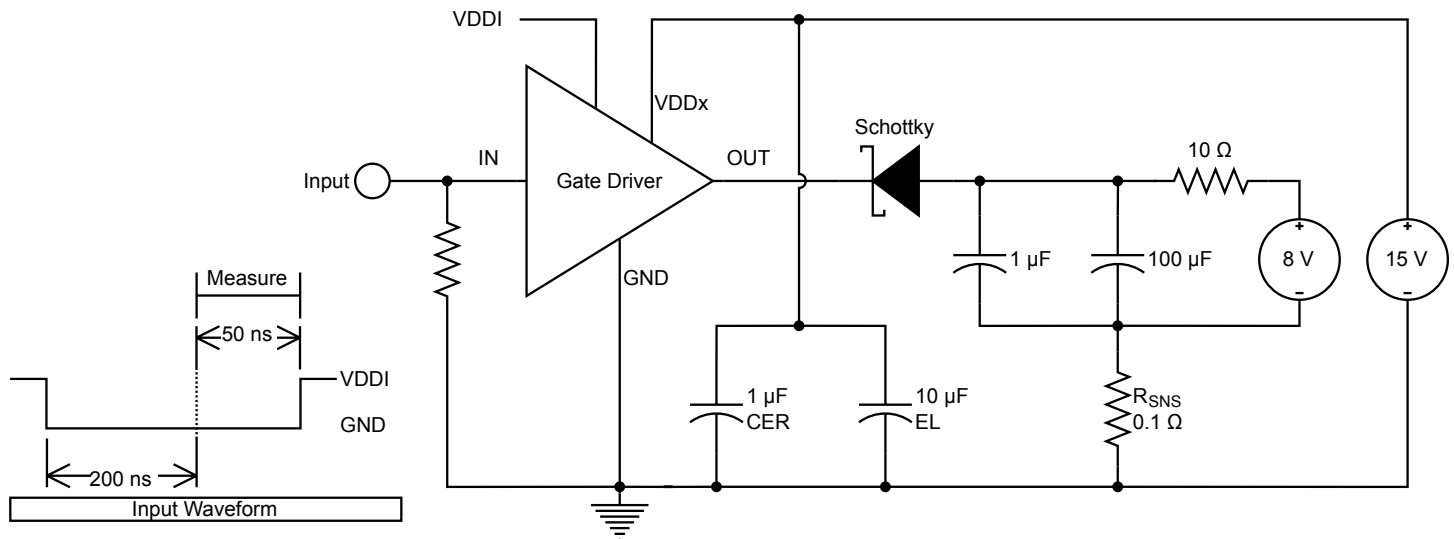 VDDI
VDDx
Schottky
10 Ω
IN
OUT
Input
Gate Driver
+
8 V
−
+
15 V
−
1 µF
100 µF
GND
Measure
50 ns
VDDI
GND
1 µF
CER
10 µF
EL
RSNS
0.1 Ω
200 ns
Input Waveform